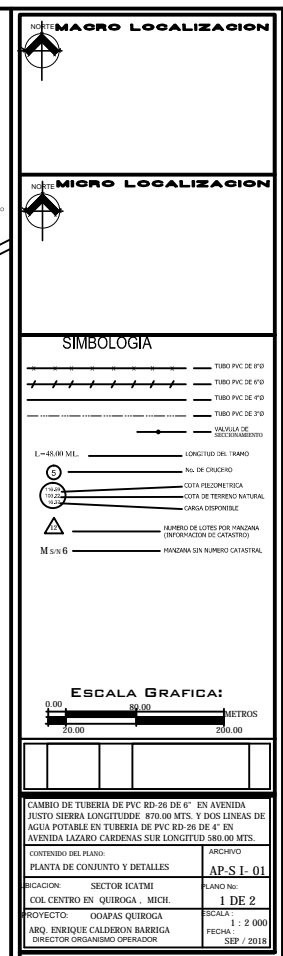 NORTE MACRO LOCALIZACION
NORTE MICRO LOCALIZACION
SIMBOLOGIA
TUBO PVC DE 8"Ø
TUBO PVC DE 6"Ø
TUBO PVC DE 4"Ø
TUBO PVC DE 3"Ø
VALVULA DE
SECCIONAMIENTO
L=48.00 ML. LONGITUD DEL TRAMO
5 No. DE CRUCERO
COTA PIEZOMETRICA
COTA DE TERRENO NATURAL
CARGA DISPONIBLE
12 NUMERO DE LOTES POR MANZANA
(INFORMACION DE CATASTRO)
M S/N 6 MANZANA SIN NUMERO CATASTRAL
ESCALA GRAFICA:
0.00 80.00
METROS
20.00 200.00
CAMBIO DE TUBERIA DE PVC RD-26 DE 6" EN AVENIDA
JUSTO SIERRA LONGITUDDE 870.00 MTS. Y DOS LINEAS DE
AGUA POTABLE EN TUBERIA DE PVC RD-26 DE 4" EN
AVENIDA LAZARO CARDENAS SUR LONGITUD 580.00 MTS.
CONTENIDO DEL PLANO: ARCHIVO
PLANTA DE CONJUNTO Y DETALLES AP-S I- 01
BICACION: SECTOR ICATMI PLANO No:
COL CENTRO EN QUIROGA , MICH. 1 DE 2
ROYECTO: OOAPAS QUIROGA ESCALA :
1 : 2 000
ARQ. ENRIQUE CALDERON BARRIGA FECHA :
DIRECTOR ORGANISMO OPERADOR SEP / 2018